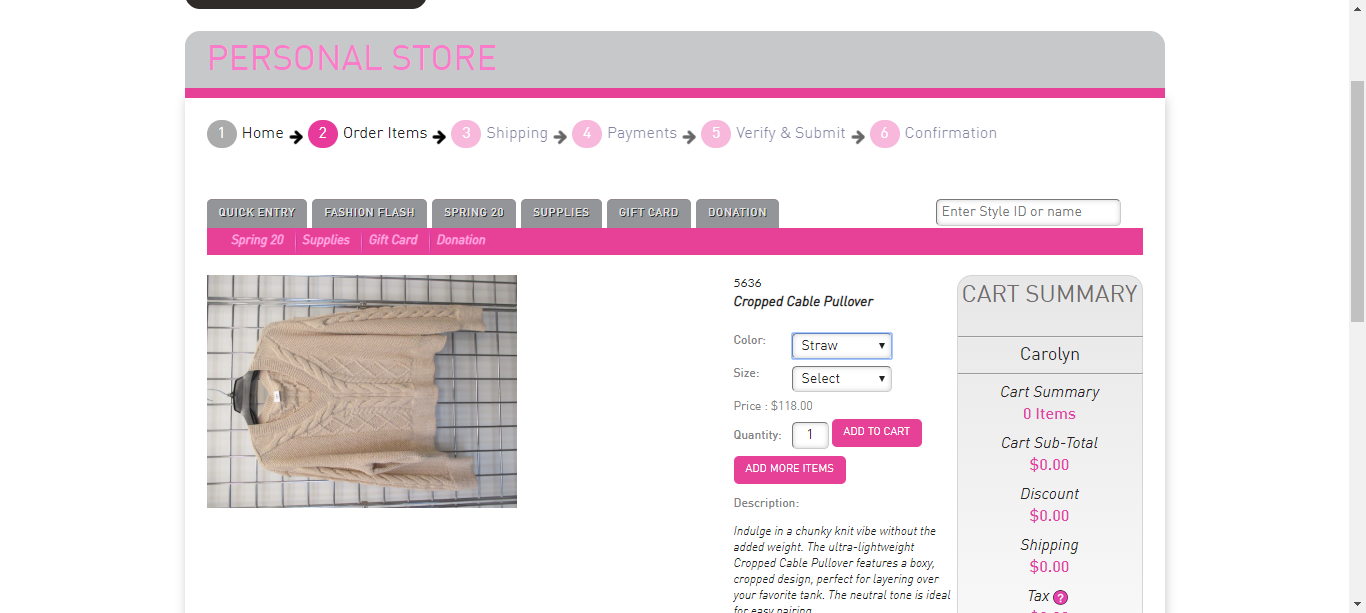 PERSONAL STORE
1 Home 2 Order Items 3 Shipping 4 Payments 5 Verify & Submit 6 Confirmation
QUICK ENTRY FASHION FLASH SPRING 20 SUPPLIES GIFT CARD DONATION Enter Style ID or name
Spring 20 Supplies Gift Card Donation
5636
Cropped Cable Pullover
Color: Straw
Size: Select
Price : $118.00
Quantity: 1 ADD TO CART
ADD MORE ITEMS
Description:
Indulge in a chunky knit vibe without the
added weight. The ultra-lightweight
Cropped Cable Pullover features a boxy,
cropped design, perfect for layering over
your favorite tank. The neutral tone is ideal
for easy pairing
CART SUMMARY
Carolyn
Cart Summary
0 Items
Cart Sub-Total
$0.00
Discount
$0.00
Shipping
$0.00
Tax ?